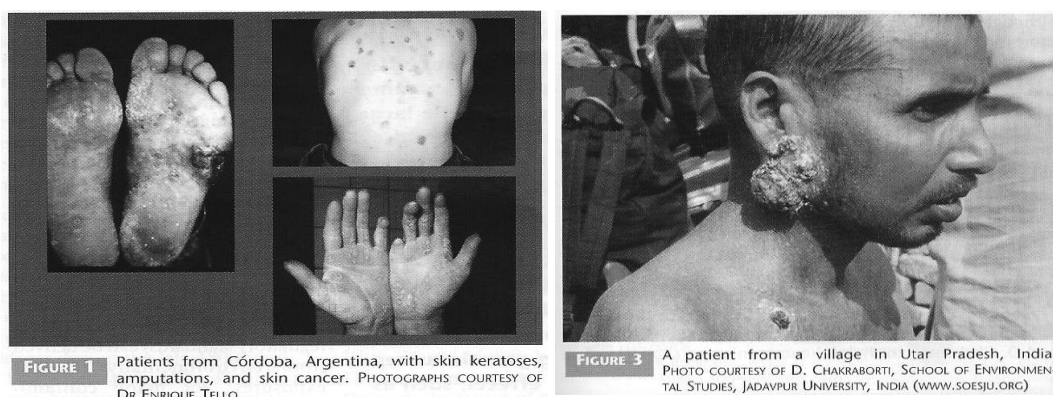 FIGURE 1
Patients from Córdoba, Argentina, with skin keratoses,
amputations, and skin cancer. PHOTOGRAPHS COURTESY OF
DR ENRIQUE TELLO
FIGURE 3
A patient from a village in Utar Pradesh, India
PHOTO COURTESY OF D. CHAKRABORTI, SCHOOL OF ENVIRONMEN-
TAL STUDIES, JADAVPUR UNIVERSITY, INDIA (WWW.SOESJU.ORG)